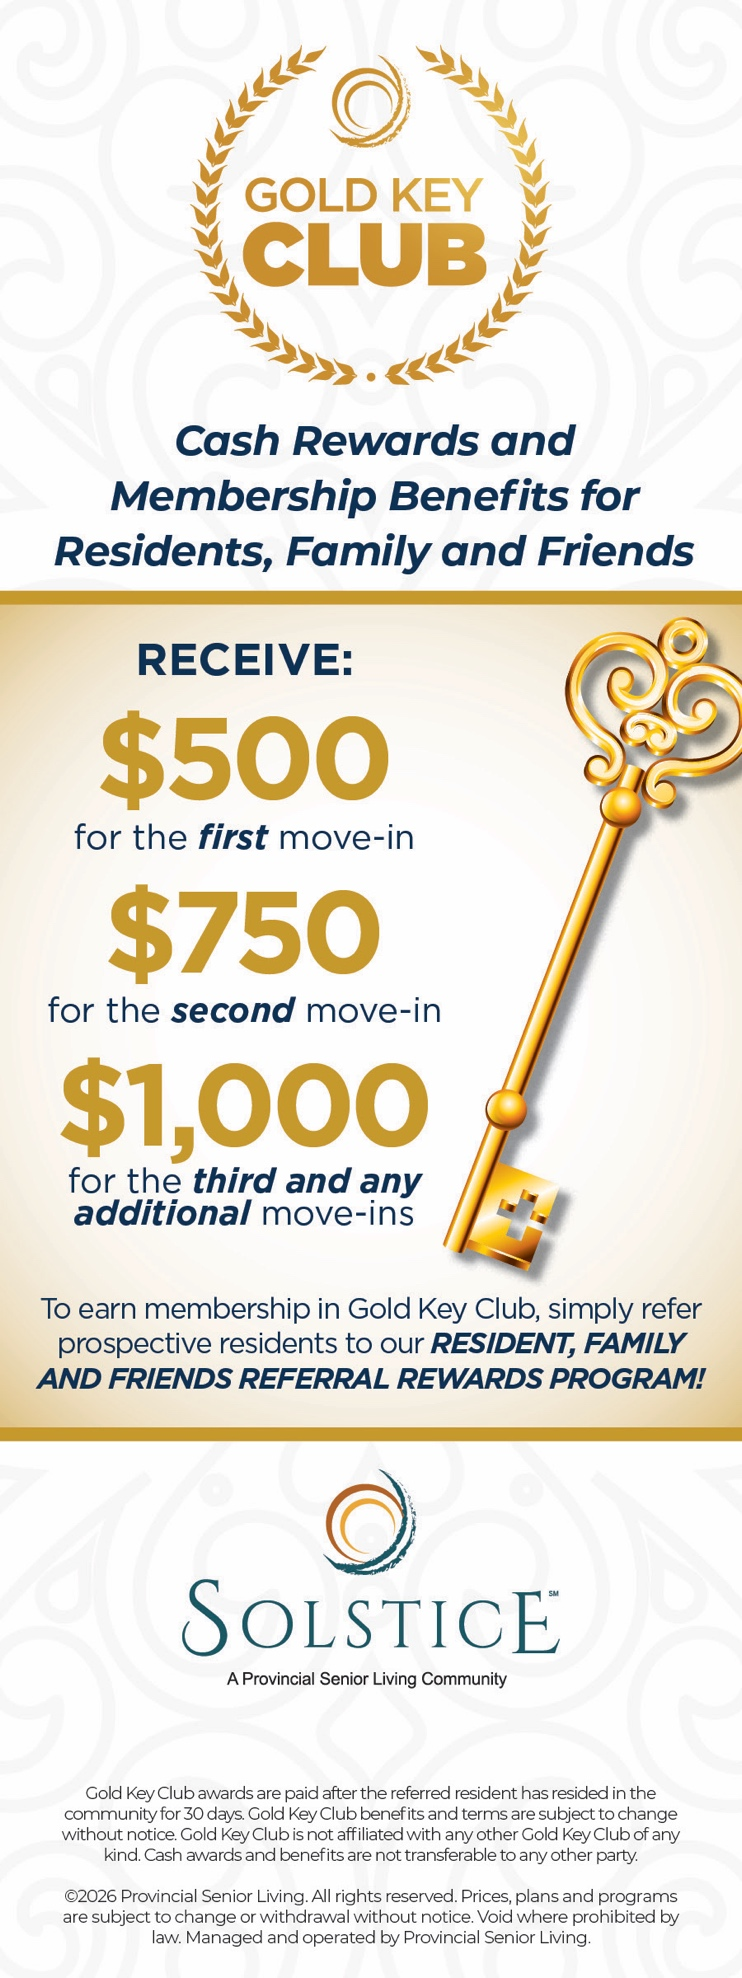 GOLD KEY
CLUB
Cash Rewards and
Membership Benefits for
Residents, Family and Friends
RECEIVE:
$500
for the first move-in
$750
for the second move-in
$1,000
for the third and any
additional move-ins
To earn membership in Gold Key Club, simply refer
prospective residents to our RESIDENT, FAMILY
AND FRIENDS REFERRAL REWARDS PROGRAM!
SOLSTICE℠
A Provincial Senior Living Community
Gold Key Club awards are paid after the referred resident has resided in the
community for 30 days. Gold Key Club benefits and terms are subject to change
without notice. Gold Key Club is not affiliated with any other Gold Key Club of any
kind. Cash awards and benefits are not transferable to any other party.
©2026 Provincial Senior Living. All rights reserved. Prices, plans and programs
are subject to change or withdrawal without notice. Void where prohibited by
law. Managed and operated by Provincial Senior Living.